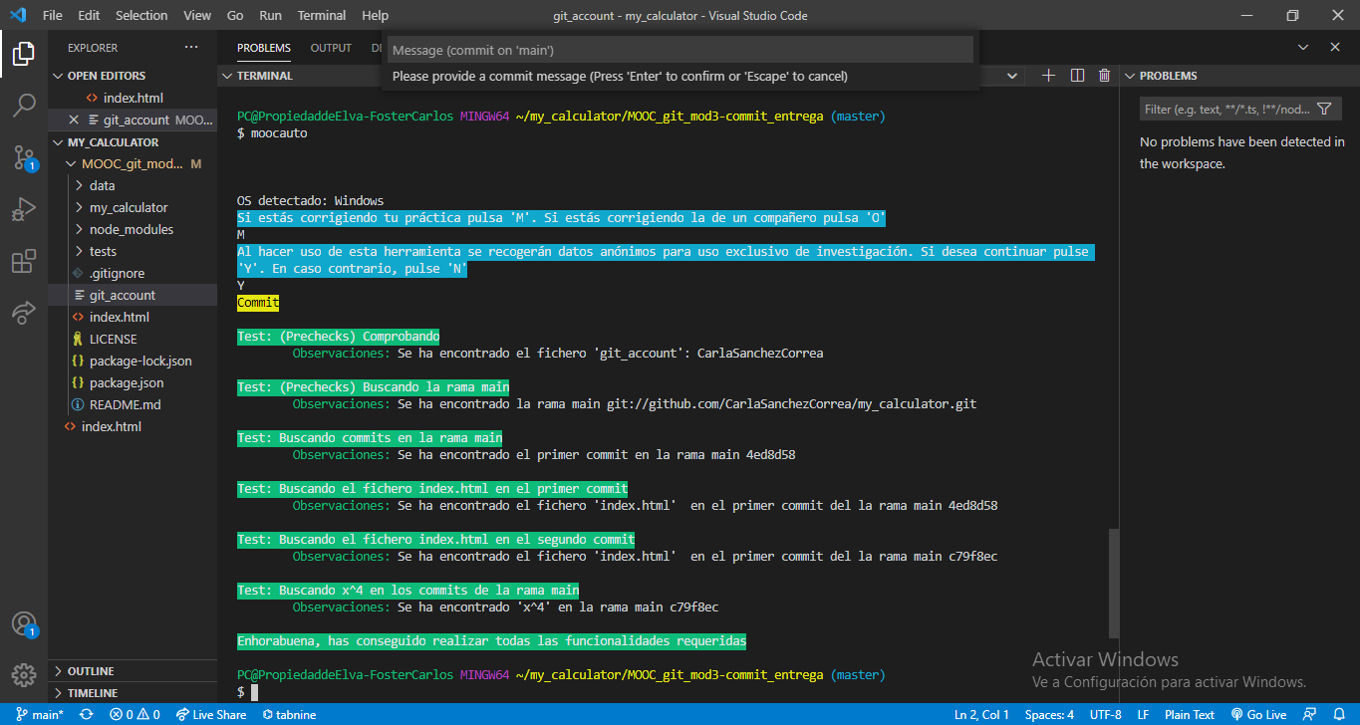 File Edit Selection View Go Run Terminal Help git_account - my_calculator - Visual Studio Code
EXPLORER ···
OPEN EDITORS
<> index.html
git_account MOO...
MY_CALCULATOR
MOOC_git_mod... M
data
my_calculator
node_modules
tests
.gitignore
git_account
<> index.html
LICENSE
{} package-lock.json
{} package.json
README.md
<> index.html
OUTLINE
TIMELINE
1
1
PROBLEMS OUTPUT
Message (commit on 'main')
Please provide a commit message (Press 'Enter' to confirm or 'Escape' to cancel)
TERMINAL
PC@PropiedaddeElva-FosterCarlos MINGW64 ~/my_calculator/MOOC_git_mod3-commit_entrega (master)
$ moocauto
OS detectado: Windows
Si estás corrigiendo tu práctica pulsa 'M'. Si estás corrigiendo la de un compañero pulsa 'O'
M
Al hacer uso de esta herramienta se recogerán datos anónimos para uso exclusivo de investigación. Si desea continuar pulse
'Y'. En caso contrario, pulse 'N'
Y
Commit
Test: (Prechecks) Comprobando
Observaciones: Se ha encontrado el fichero 'git_account': CarlaSanchezCorrea
Test: (Prechecks) Buscando la rama main
Observaciones: Se ha encontrado la rama main git://github.com/CarlaSanchezCorrea/my_calculator.git
Test: Buscando commits en la rama main
Observaciones: Se ha encontrado el primer commit en la rama main 4ed8d58
Test: Buscando el fichero index.html en el primer commit
Observaciones: Se ha encontrado el fichero 'index.html'  en el primer commit del la rama main 4ed8d58
Test: Buscando el fichero index.html en el segundo commit
Observaciones: Se ha encontrado el fichero 'index.html'  en el primer commit del la rama main c79f8ec
Test: Buscando x^4 en los commits de la rama main
Observaciones: Se ha encontrado 'x^4' en la rama main c79f8ec
Enhorabuena, has conseguido realizar todas las funcionalidades requeridas
PC@PropiedaddeElva-FosterCarlos MINGW64 ~/my_calculator/MOOC_git_mod3-commit_entrega (master)
$
PROBLEMS
Filter (e.g. text, **/*.ts, !**/nod...
No problems have been detected in
the workspace.
Activar Windows
Ve a Configuración para activar Windows.
main* 0 0 Live Share tabnine Ln 2, Col 1 Spaces: 4 UTF-8 LF Plain Text Go Live